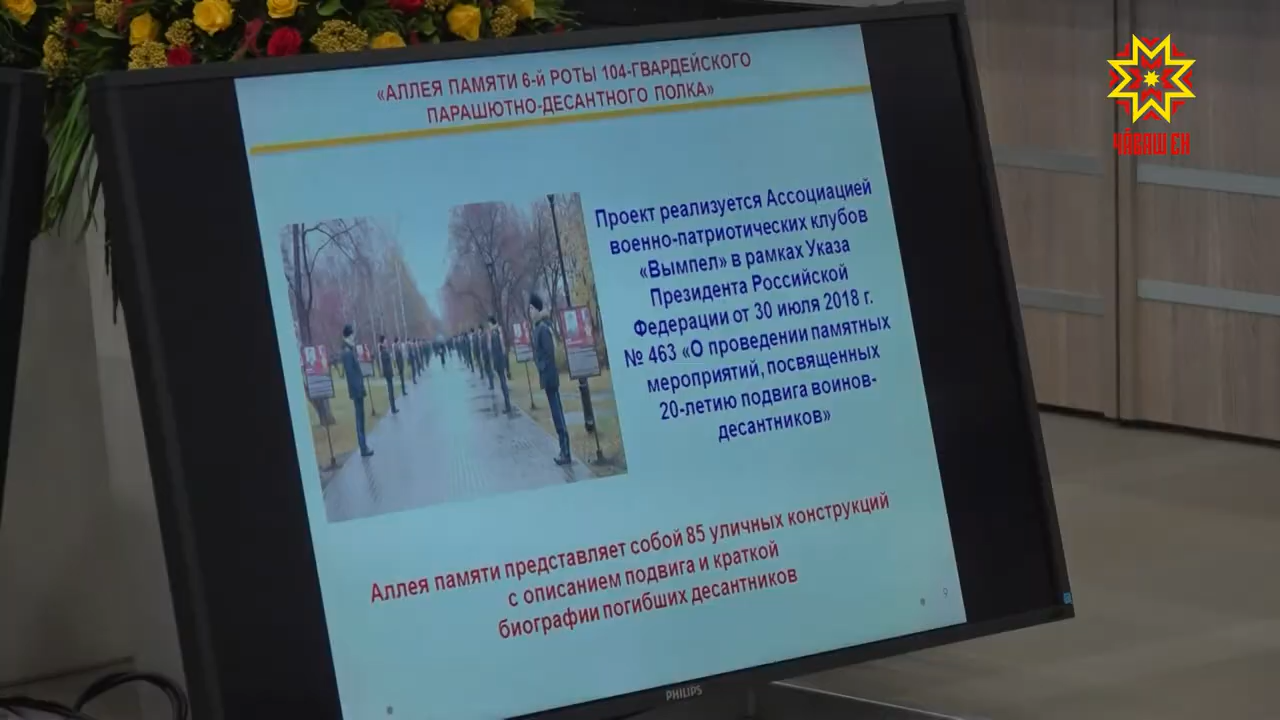 «АЛЛЕЯ ПАМЯТИ 6-й РОТЫ 104-ГВАРДЕЙСКОГО
ПАРАШЮТНО-ДЕСАНТНОГО ПОЛКА»
Проект реализуется Ассоциацией
военно-патриотических клубов
«Вымпел» в рамках Указа
Президента Российской
Федерации от 30 июля 2018 г.
№ 463 «О проведении памятных
мероприятий, посвященных
20-летию подвига воинов-
десантников»
Аллея памяти представляет собой 85 уличных конструкций
с описанием подвига и краткой
биографии погибших десантников
9
PHILIPS
ЧӐВАШ ЕН